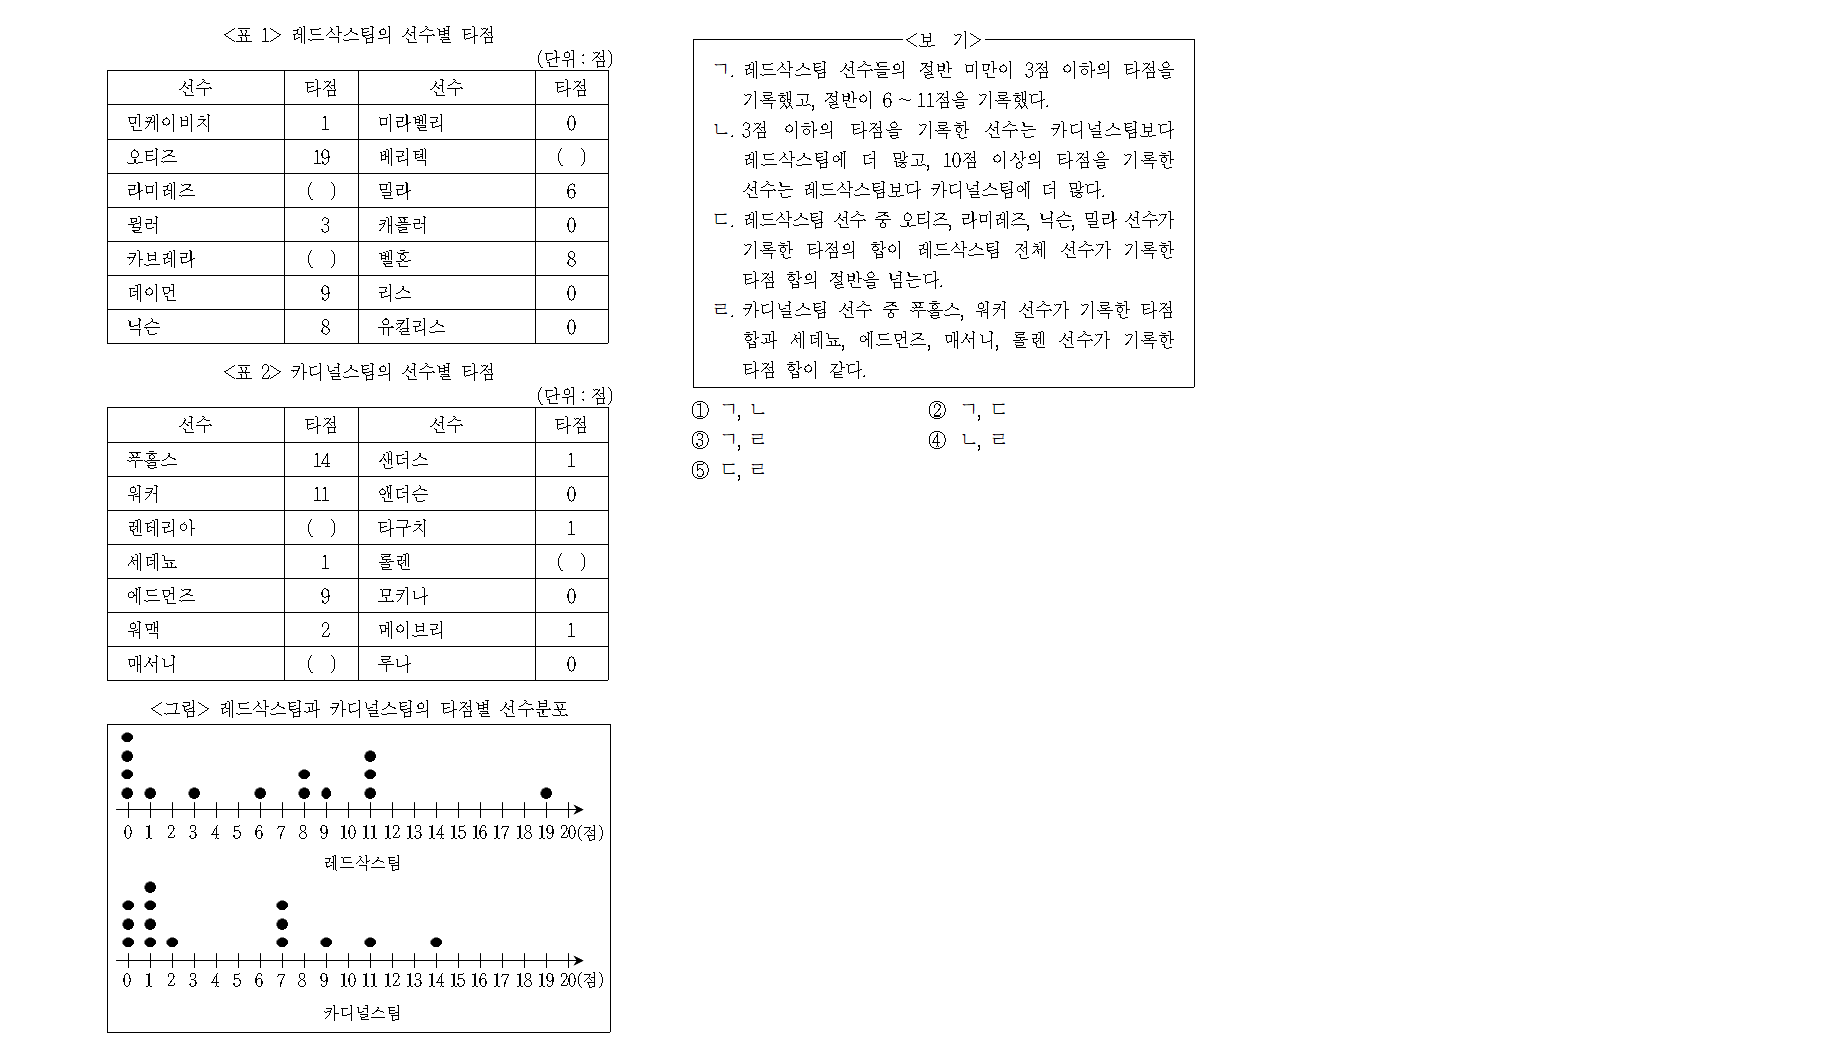 <표 1> 레드삭스팀의 선수별 타점
(단위 : 점)
선수 타점 선수 타점
민케이비치 1 미라벨리 0
오티즈 19 베리텍 ( )
라미레즈 ( ) 밀라 6
뮐러 3 캐플러 0
카브레라 ( ) 벨혼 8
데이먼 9 리스 0
닉슨 8 유킬리스 0
<표 2> 카디널스팀의 선수별 타점
(단위 : 점)
선수 타점 선수 타점
푸홀스 14 샌더스 1
워커 11 앤더슨 0
렌테리아 ( ) 타구치 1
세데뇨 1 롤렌 ( )
에드먼즈 9 모키나 0
워맥 2 메이브리 1
매서니 ( ) 루나 0
<그림> 레드삭스팀과 카디널스팀의 타점별 선수분포
0 1 2 3 4 5 6 7 8 9 10 11 12 13 14 15 16 17 18 19 20(점)
레드삭스팀
0 1 2 3 4 5 6 7 8 9 10 11 12 13 14 15 16 17 18 19 20(점)
카디널스팀
<보 기>
ㄱ. 레드삭스팀 선수들의 절반 미만이 3점 이하의 타점을
기록했고, 절반이 6 ~ 11점을 기록했다.
ㄴ. 3점 이하의 타점을 기록한 선수는 카디널스팀보다
레드삭스팀에 더 많고, 10점 이상의 타점을 기록한
선수는 레드삭스팀보다 카디널스팀에 더 많다.
ㄷ. 레드삭스팀 선수 중 오티즈, 라미레즈, 닉슨, 밀라 선수가
기록한 타점의 합이 레드삭스팀 전체 선수가 기록한
타점 합의 절반을 넘는다.
ㄹ. 카디널스팀 선수 중 푸홀스, 워커 선수가 기록한 타점
합과 세데뇨, 에드먼즈, 매서니, 롤렌 선수가 기록한
타점 합이 같다.
① ㄱ, ㄴ ② ㄱ, ㄷ
③ ㄱ, ㄹ ④ ㄴ, ㄹ
⑤ ㄷ, ㄹ